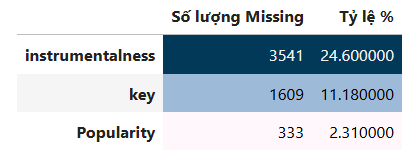 Số lượng Missing Tỷ lệ %
instrumentalness 3541 24.600000
key 1609 11.180000
Popularity 333 2.310000